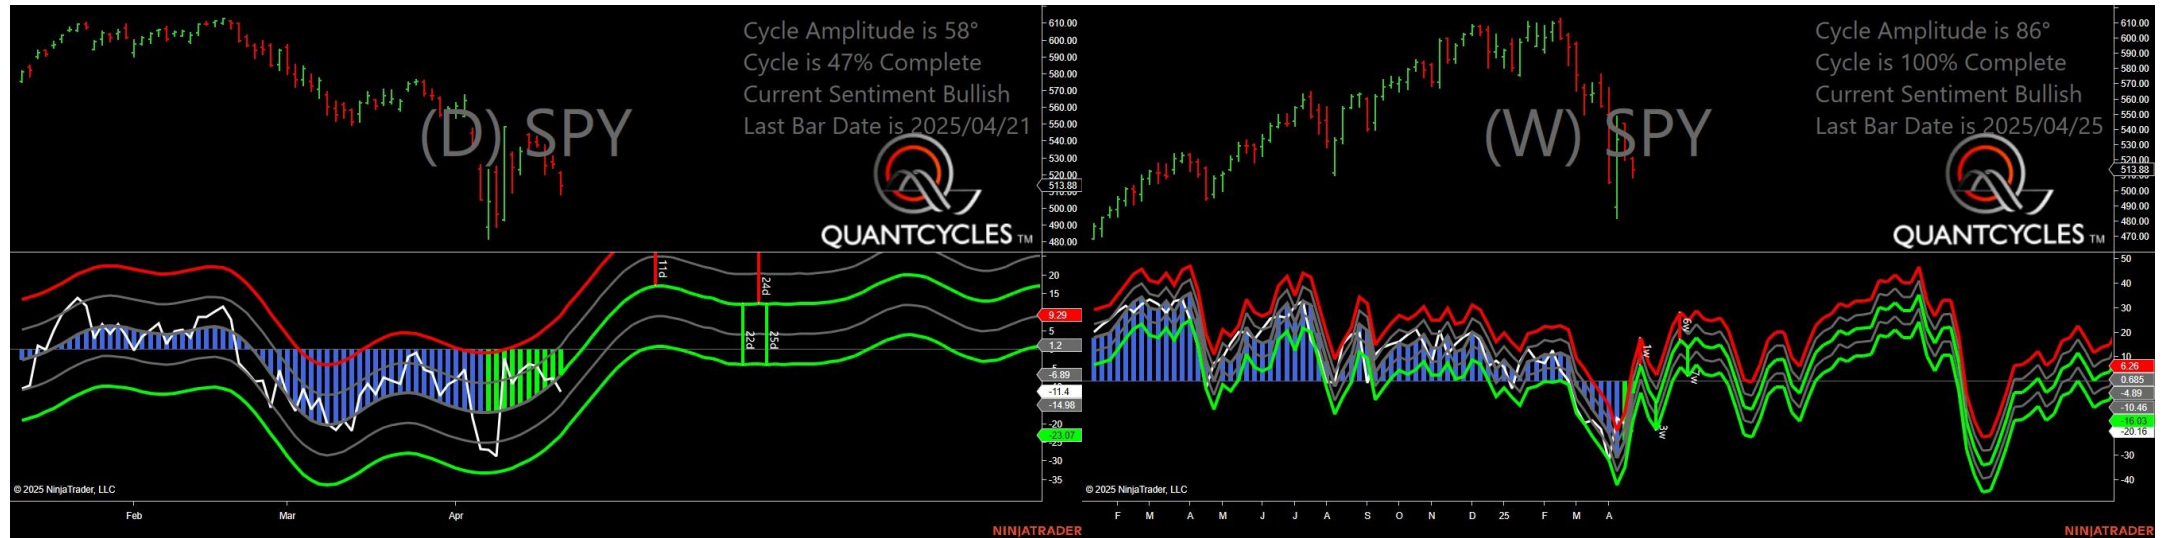 Cycle Amplitude is 58°
Cycle is 47% Complete
Current Sentiment Bullish
Last Bar Date is 2025/04/21
(D) SPY
QUANTCYCLES TM
610.00
600.00
590.00
580.00
570.00
560.00
550.00
540.00
530.00
520.00
513.88
500.00
490.00
480.00
11d
24d
22d
25d
20
15
9.29
5
1.2
-6.89
-11.4
-14.98
-20
-23.07
-30
-35
© 2025 NinjaTrader, LLC
Feb Mar Apr
NINJATRADER
Cycle Amplitude is 86°
Cycle is 100% Complete
Current Sentiment Bullish
Last Bar Date is 2025/04/25
(W) SPY
QUANTCYCLES TM
610.00
600.00
590.00
580.00
570.00
560.00
550.00
540.00
530.00
520.00
513.88
500.00
490.00
480.00
470.00
1w
3w
6w
7w
50
40
30
20
10
6.26
0.685
-4.89
-10.46
-16.03
-20.16
-30
-40
© 2025 NinjaTrader, LLC
F M A M J J A S O N D 25 F M A
NINJATRADER